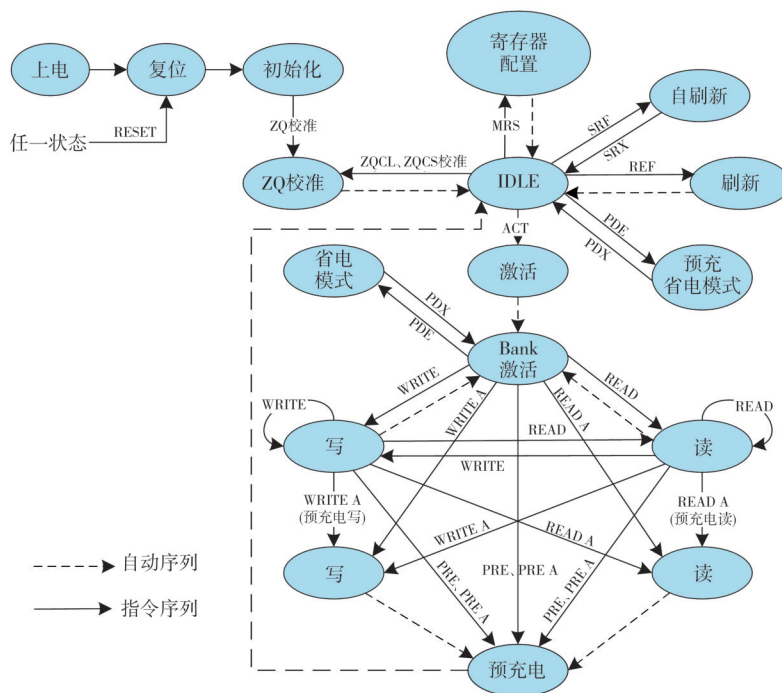 寄存器
配置
上电
复位
初始化
自刷新
任一状态
RESET
ZQ校准
MRS
SRF
SRX
ZQCL、ZQCS校准
REF
ZQ校准
IDLE
刷新
ACT
PDE
PDX
省电
模式
激活
预充
省电模式
PDX
PDE
Bank
激活
WRITE
WRITE A
READ A
READ
WRITE
READ
READ
写
读
WRITE
WRITE A
(预充电写)
WRITE A
READ A
READ A
(预充电读)
自动序列
写
读
PRE、PRE A
PRE、PRE A
PRE、PRE A
指令序列
预充电